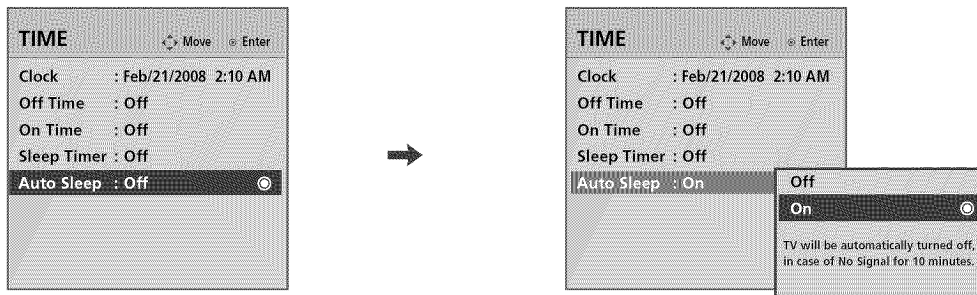 TIME
Move Enter
Clock : Feb/21/2008 2:10 AM
Off Time : Off
On Time : Off
Sleep Timer : Off
Auto Sleep : Off
TIME
Move Enter
Clock : Feb/21/2008 2:10 AM
Off Time : Off
On Time : Off
Sleep Timer : Off
Auto Sleep : On
Off
On
TV will be automatically turned off,
in case of No Signal for 10 minutes.